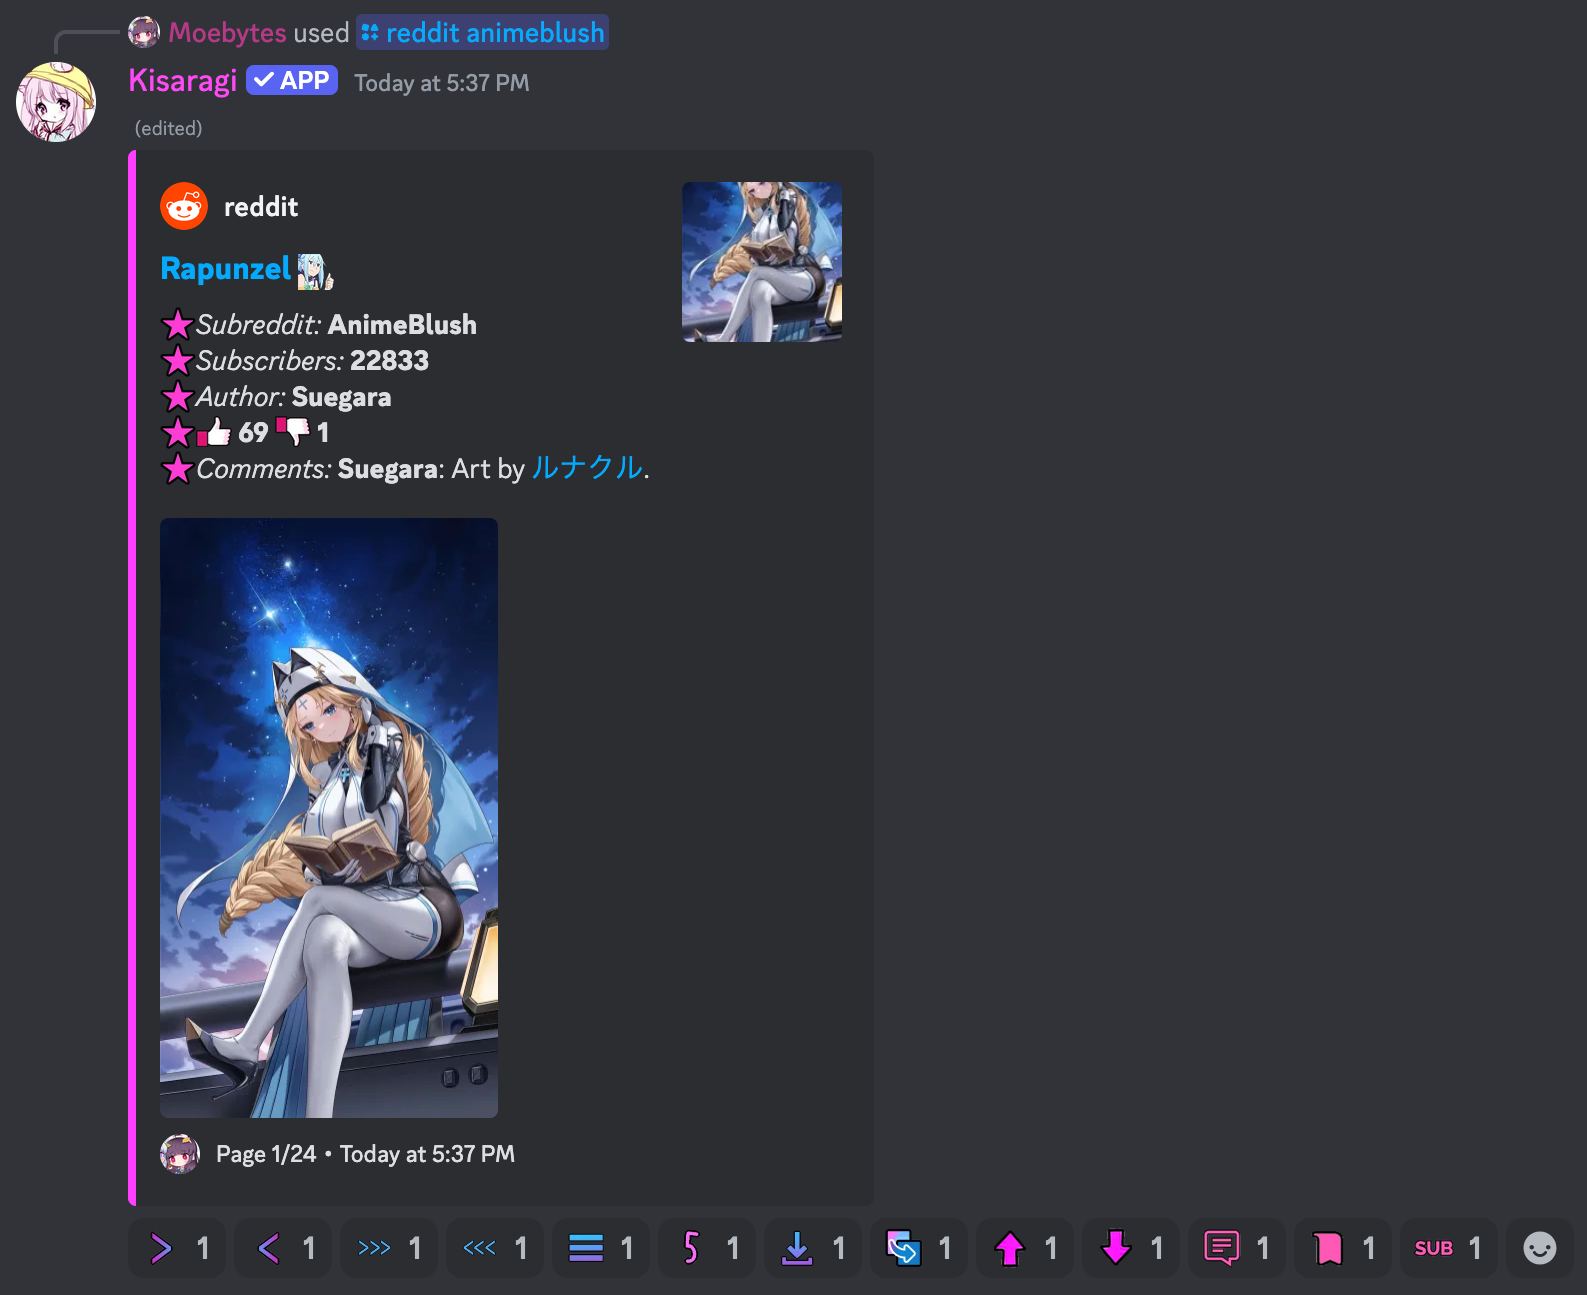 Moebytes used reddit animeblush
Kisaragi APP Today at 5:37 PM
(edited)
reddit
Rapunzel
Subreddit: AnimeBlush
Subscribers: 22833
Author: Suegara
69 1
Comments: Suegara: Art by ルナクル.
Page 1/24 • Today at 5:37 PM
1 1 1 1 1 5 1 1 1 1 1 1 1 SUB 1